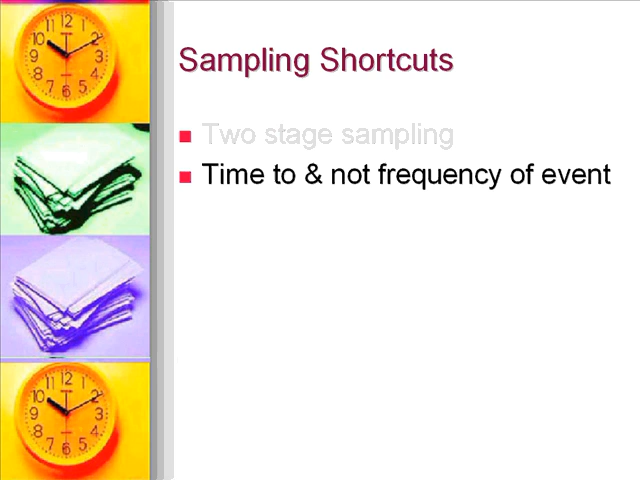 Sampling Shortcuts
Two stage sampling
Time to & not frequency of event